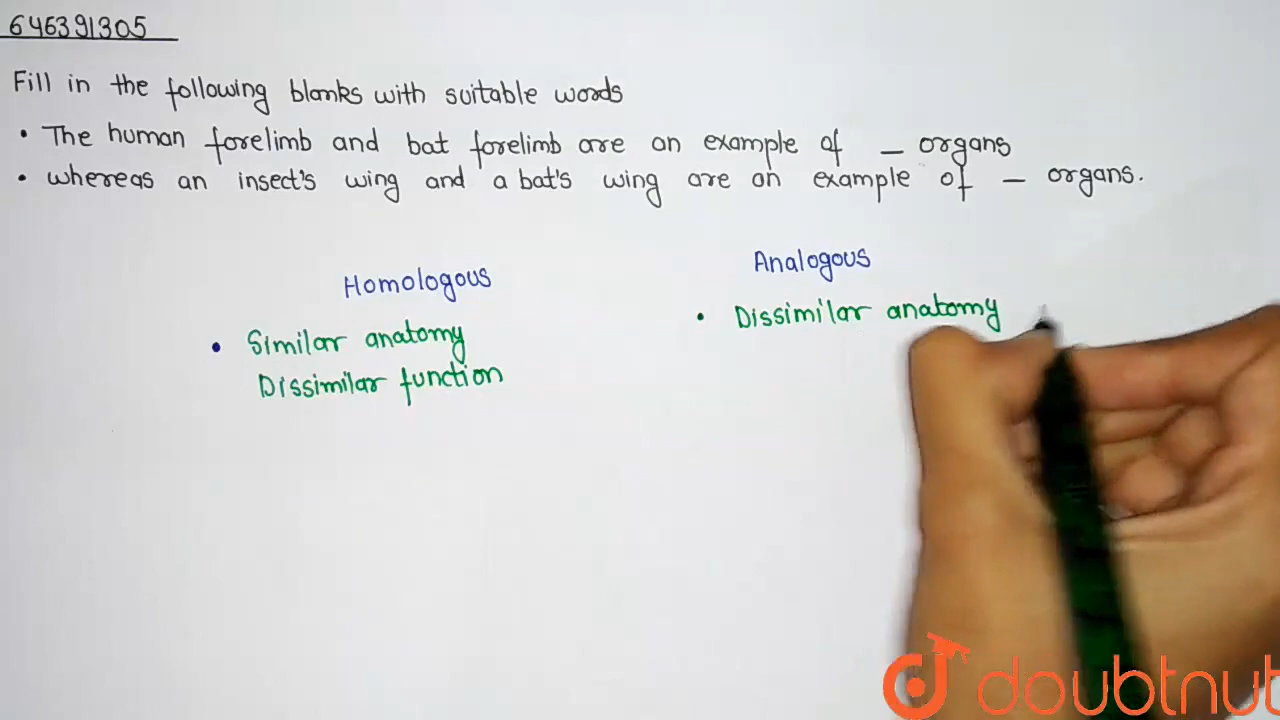 646391305
Fill in the following blanks with suitable words
• The human forelimb and bat forelimb are an example of _ organs
• whereas an insect's wing and a bat's wing are an example of _ organs.
Homologous
• Similar anatomy
Dissimilar function
Analogous
• Dissimilar anatomy
doubtnut